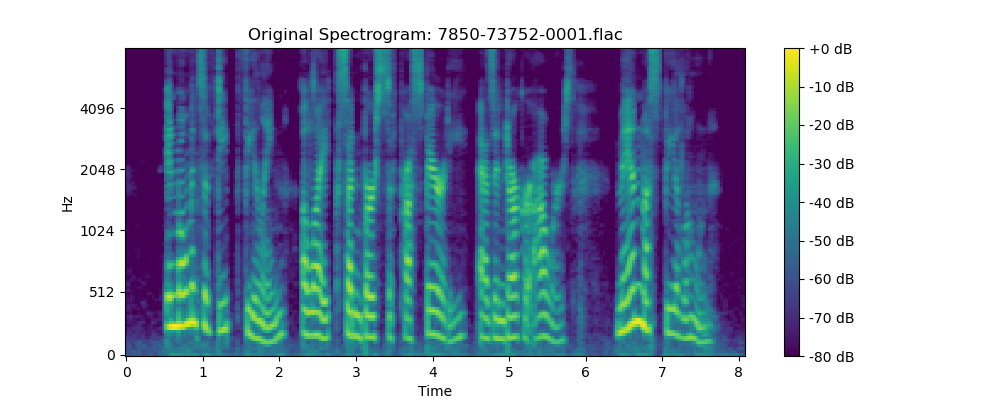 Original Spectrogram: 7850-73752-0001.flac
Hz
4096
2048
1024
512
0
0 1 2 3 4 5 6 7 8
Time
+0 dB
-10 dB
-20 dB
-30 dB
-40 dB
-50 dB
-60 dB
-70 dB
-80 dB